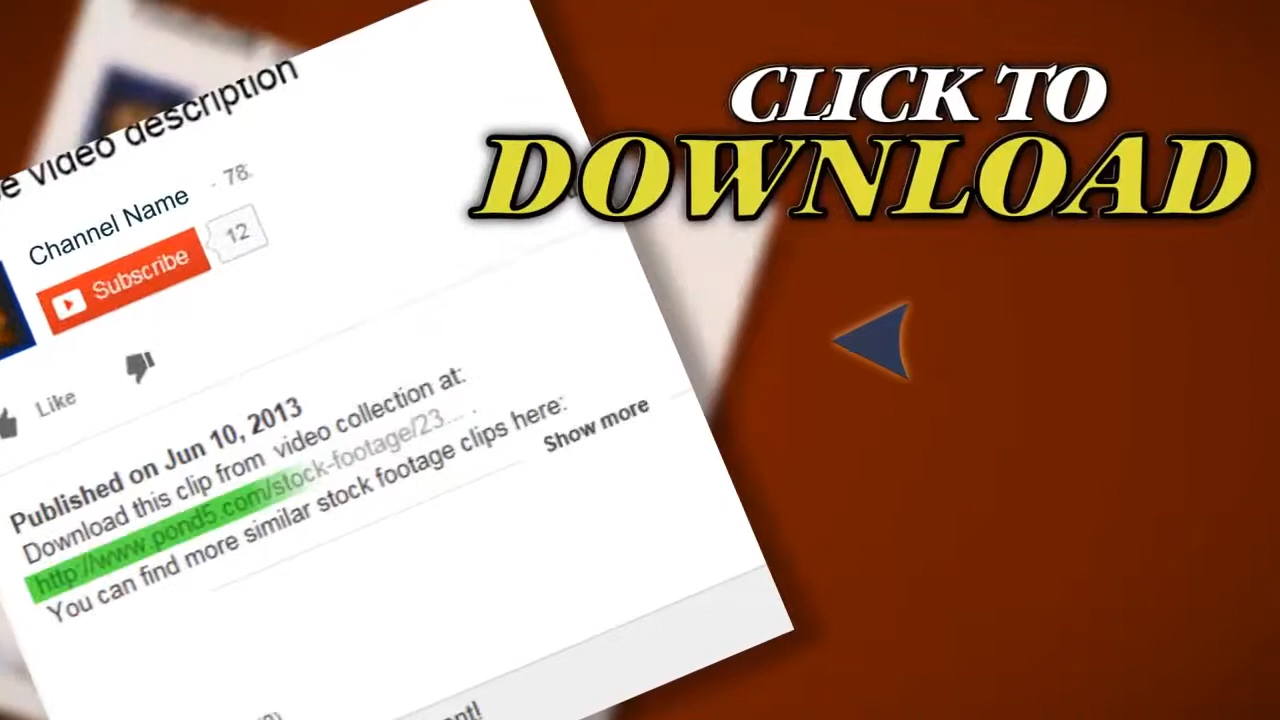 CLICK TO
DOWNLOAD
video description
Channel Name
78
Subscribe
12
Like
Published on Jun 10, 2013
Download this clip from video collection at:
http://www.pond5.com/stock-footage/23...
You can find more similar stock footage clips here:
Show more